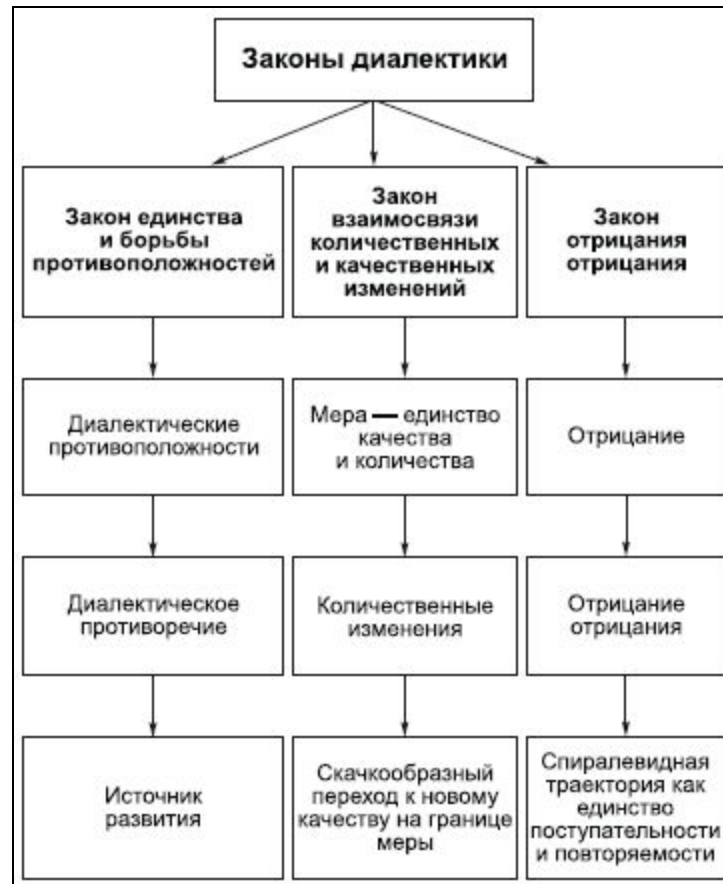 Законы диалектики
Закон единства
и борьбы
противоположностей
Закон
взаимосвязи
количественных
и качественных
изменений
Закон
отрицания
отрицания
Диалектические
противоположности
Мера — единство
качества
и количества
Отрицание
Диалектическое
противоречие
Количественные
изменения
Отрицание
отрицания
Источник
развития
Скачкообразный
переход к новому
качеству на границе
меры
Спиралевидная
траектория как
единство
поступательности
и повторяемости